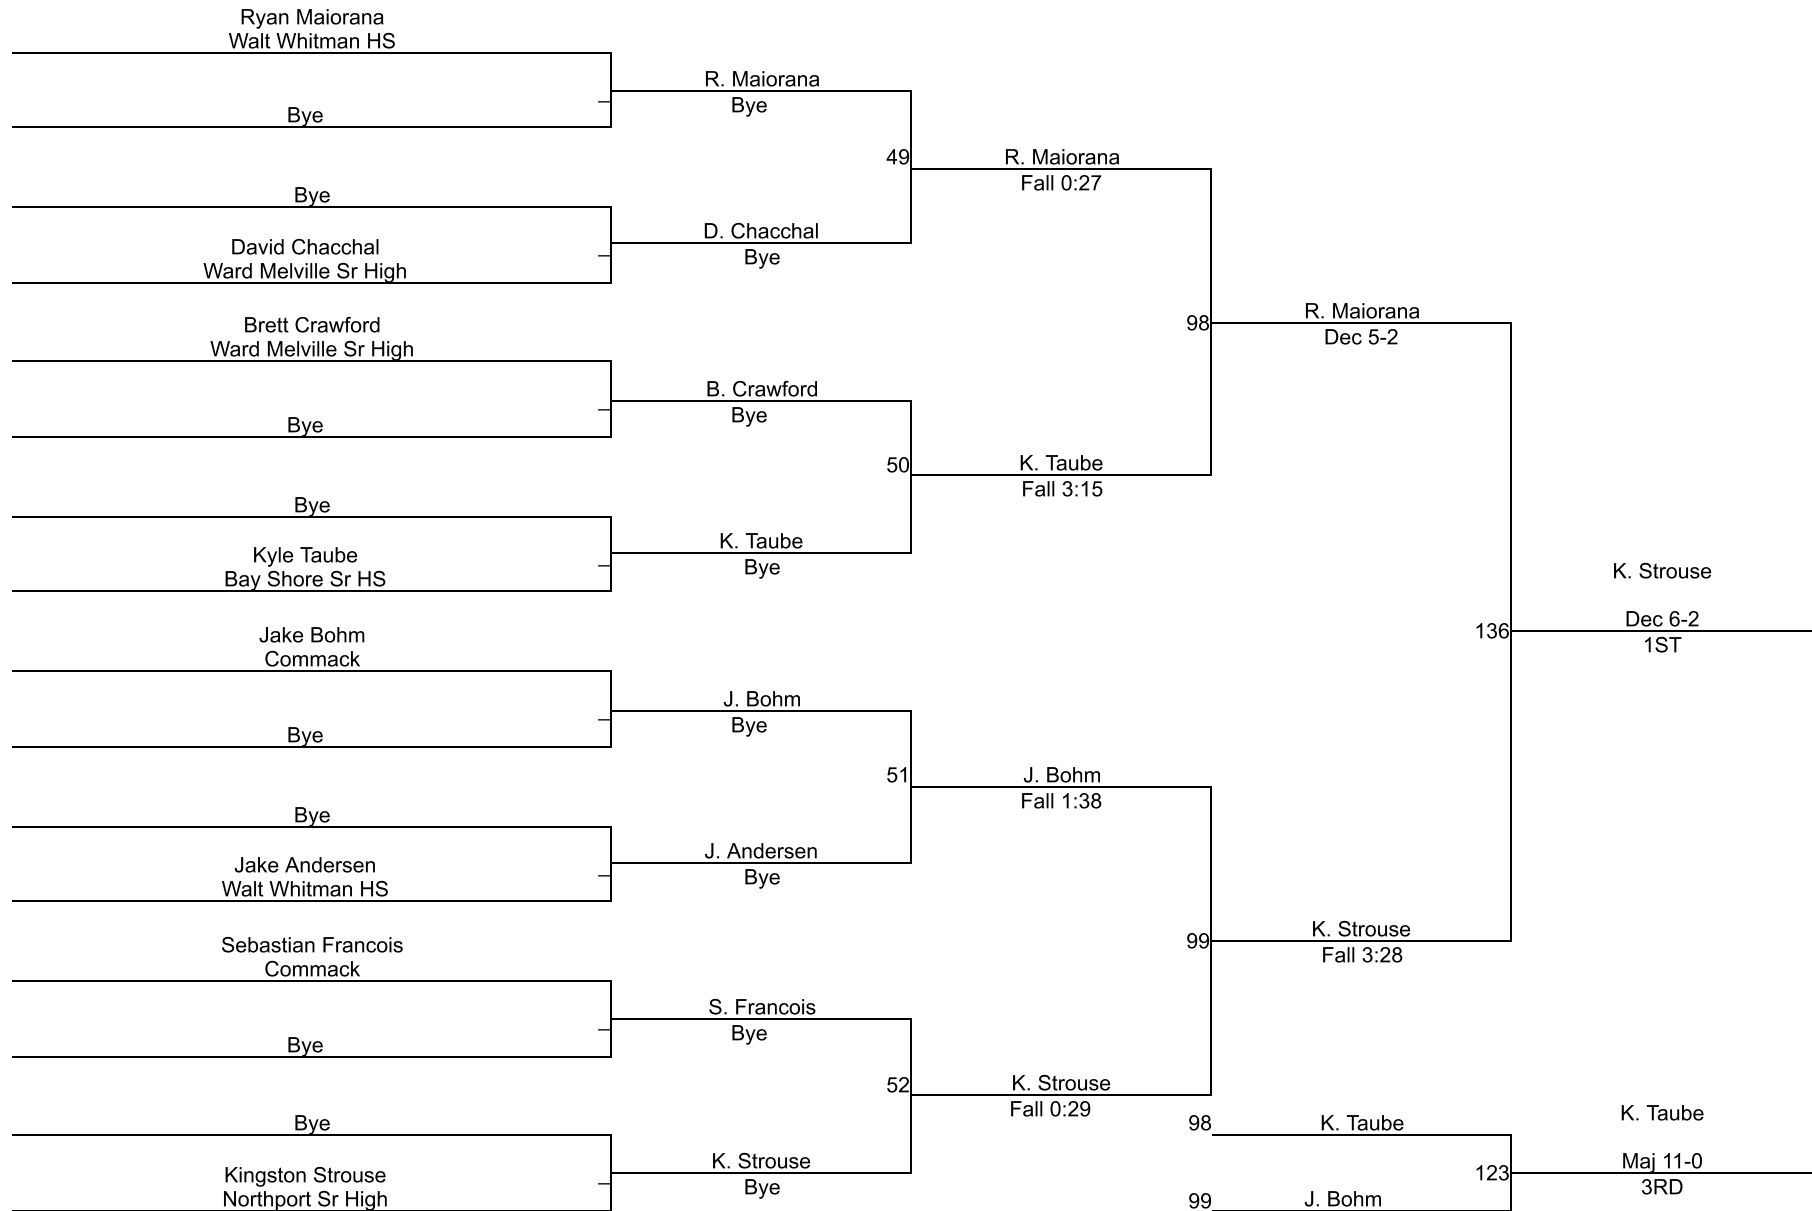 Ryan Maiorana
Walt Whitman HS
Bye
Bye
David Chacchal
Ward Melville Sr High
Brett Crawford
Ward Melville Sr High
Bye
Bye
Kyle Taube
Bay Shore Sr HS
Jake Bohm
Commack
Bye
Bye
Jake Andersen
Walt Whitman HS
Sebastian Francois
Commack
Bye
Bye
Kingston Strouse
Northport Sr High
R. Maiorana
Bye
49
D. Chacchal
Bye
B. Crawford
Bye
50
K. Taube
Bye
J. Bohm
Bye
51
J. Andersen
Bye
S. Francois
Bye
52
K. Strouse
Bye
R. Maiorana
Fall 0:27
98
K. Taube
Fall 3:15
J. Bohm
Fall 1:38
99
K. Strouse
Fall 0:29
R. Maiorana
Dec 5-2
136
K. Strouse
Fall 3:28
K. Strouse
Dec 6-2
1ST
98
K. Taube
123
99
J. Bohm
K. Taube
Maj 11-0
3RD